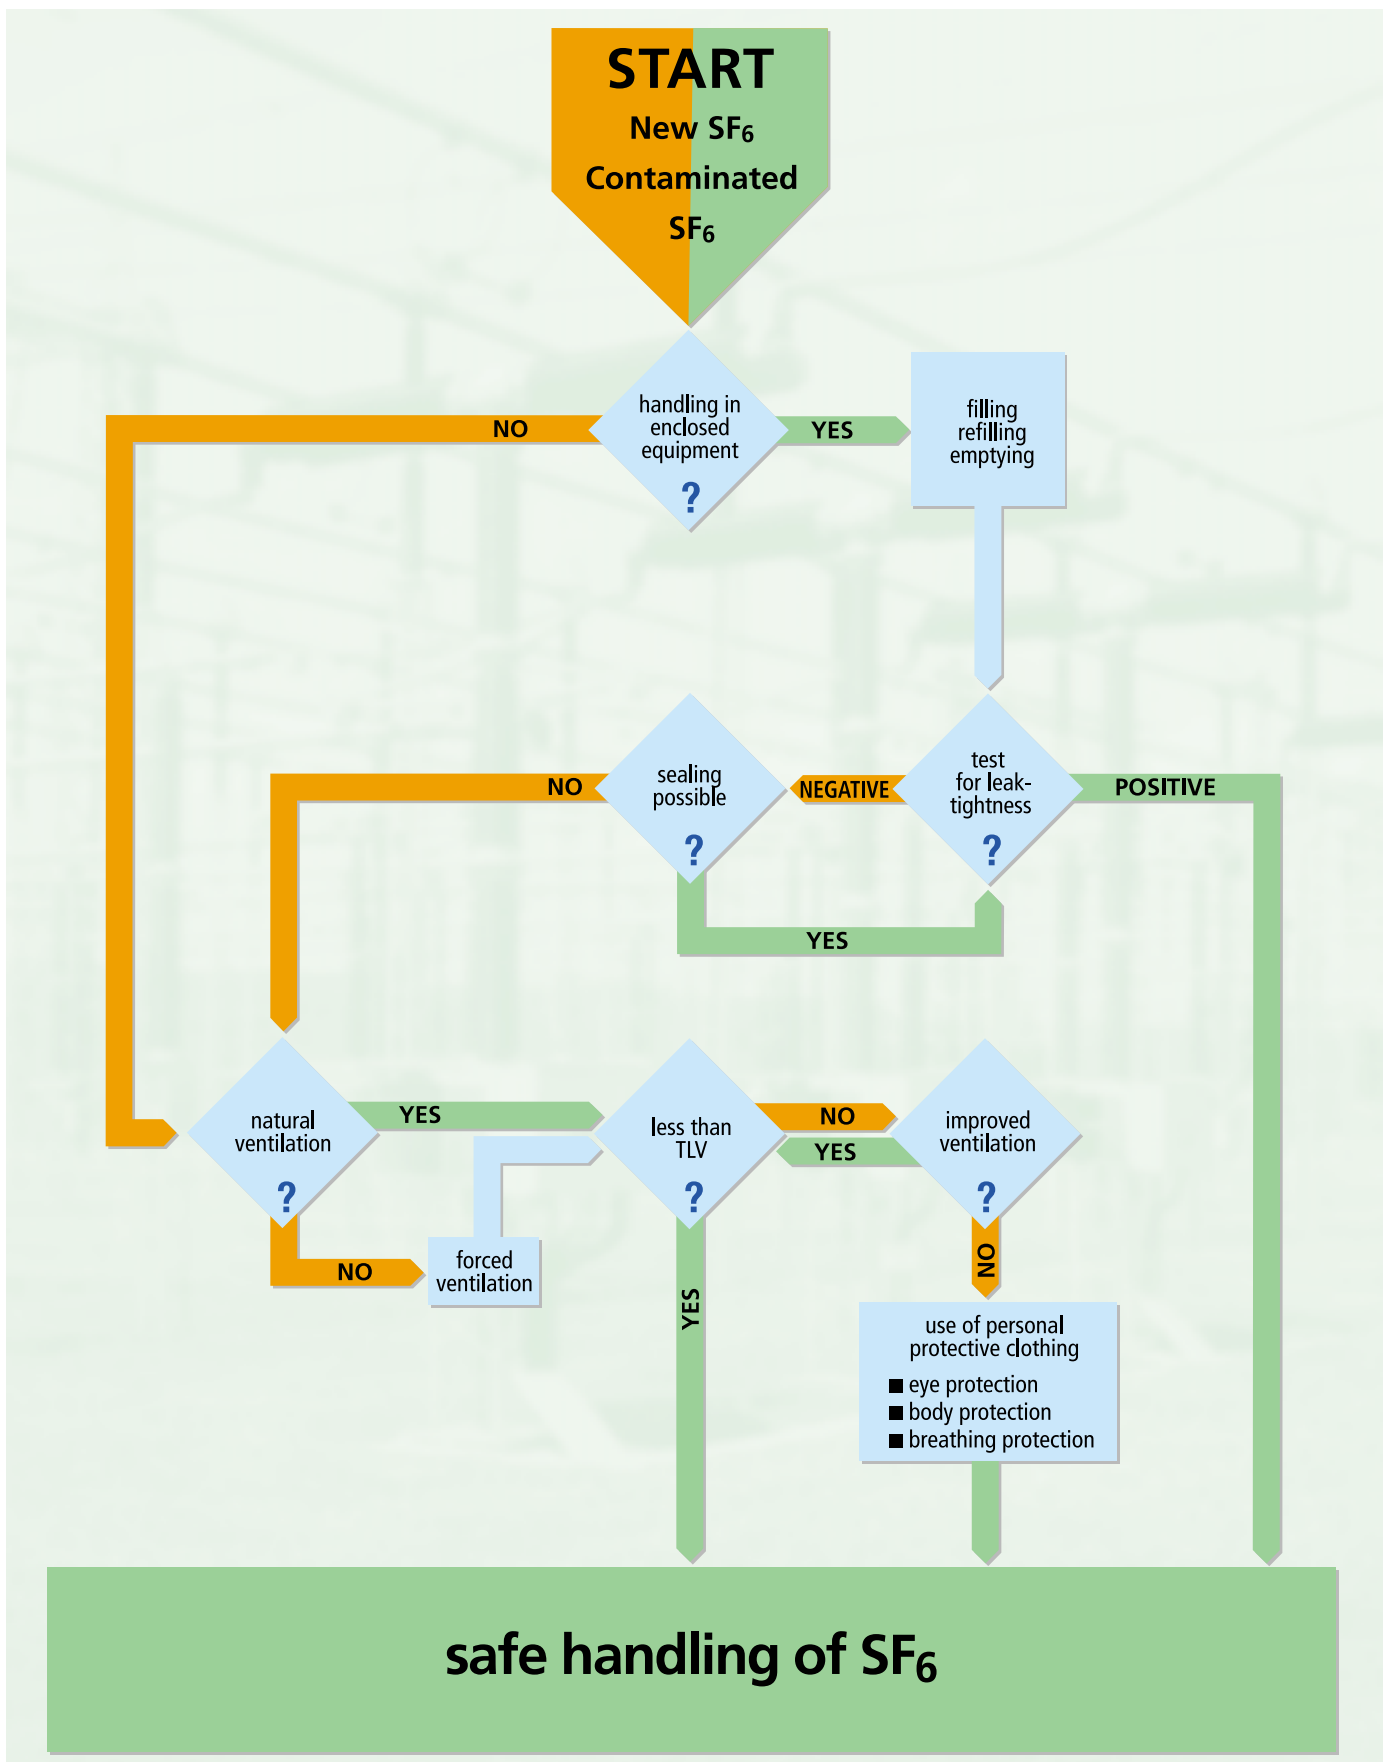 START
New SF₆
Contaminated
SF₆
handling in
enclosed
equipment
?
NO
YES
filling
refilling
emptying
test
for leak-
tightness
?
NEGATIVE
POSITIVE
sealing
possible
?
NO
YES
natural
ventilation
?
YES
NO
forced
ventilation
less than
TLV
?
NO
YES
YES
improved
ventilation
?
NO
use of personal
protective clothing
■ eye protection
■ body protection
■ breathing protection
safe handling of SF₆